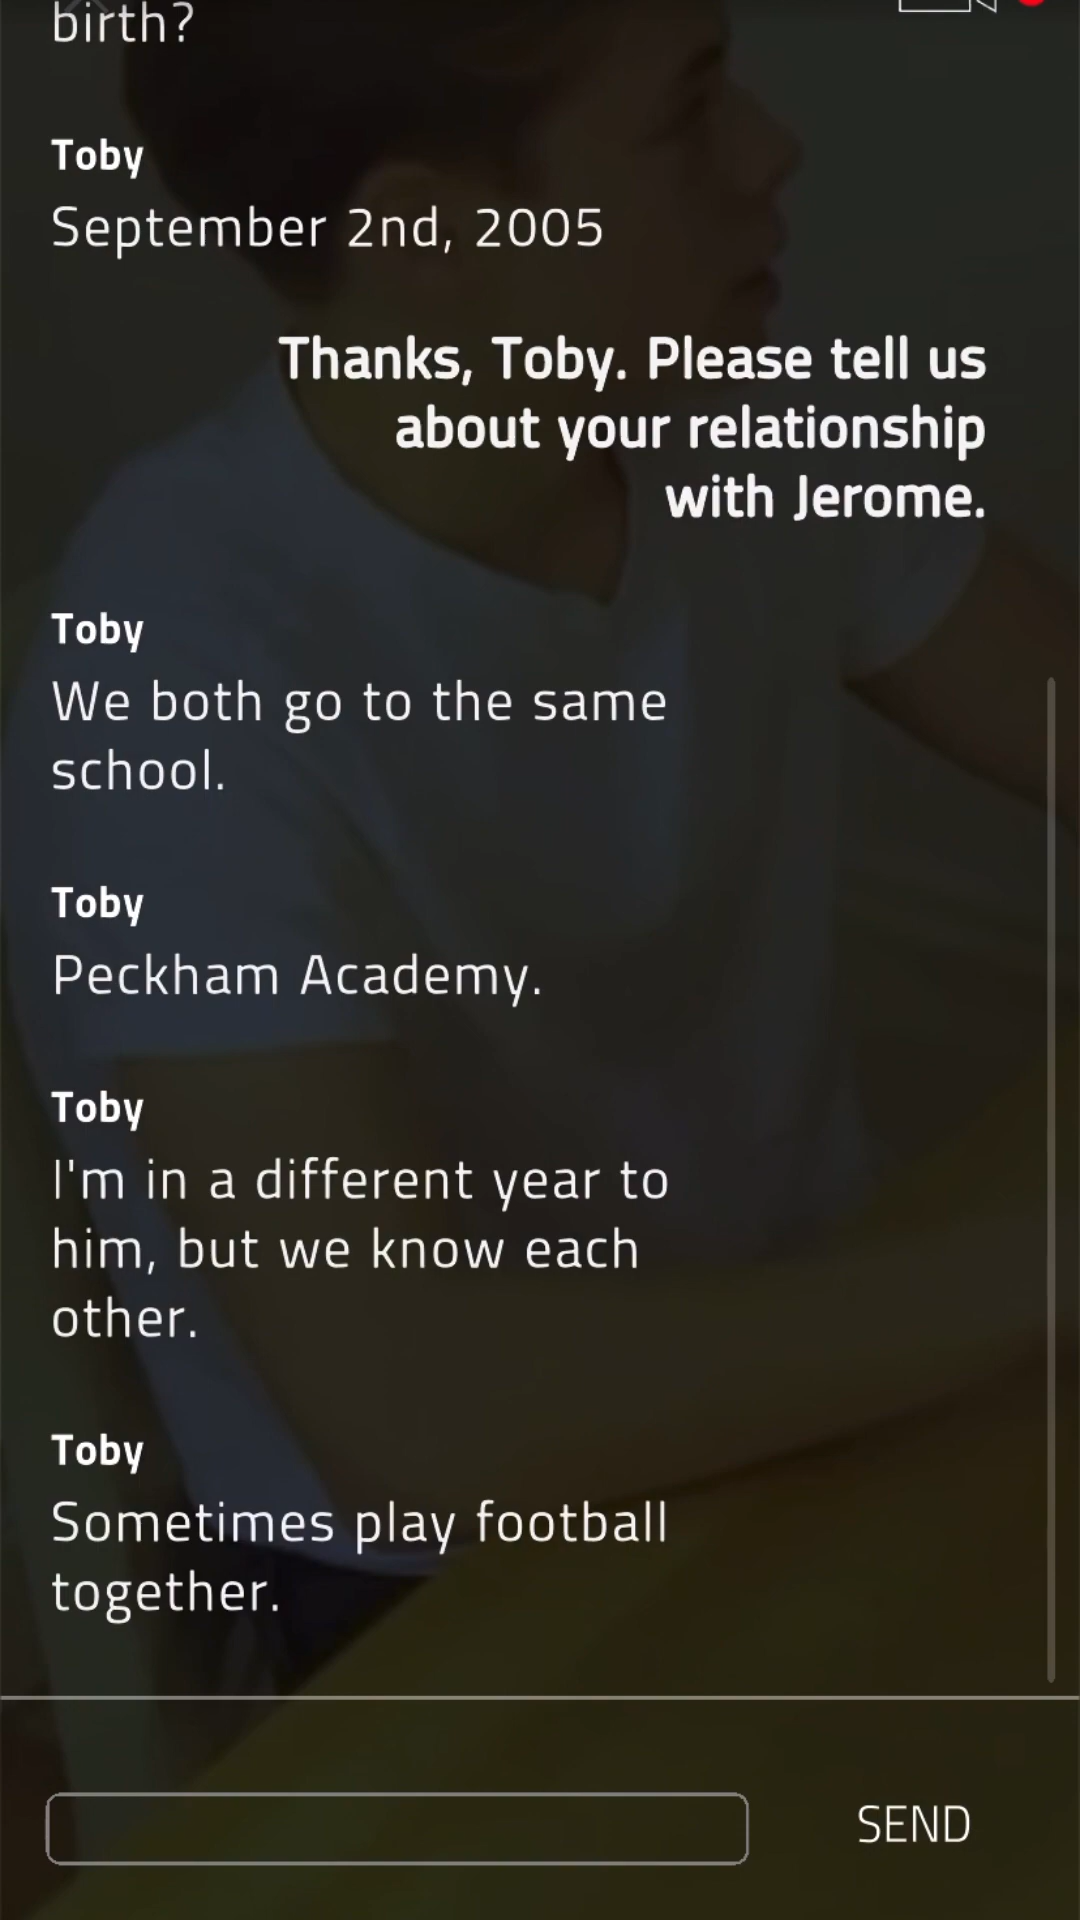 birth?
Toby
September 2nd, 2005
Thanks, Toby. Please tell us
about your relationship
with Jerome.
Toby
We both go to the same
school.
Toby
Peckham Academy.
Toby
I'm in a different year to
him, but we know each
other.
Toby
Sometimes play football
together.
SEND